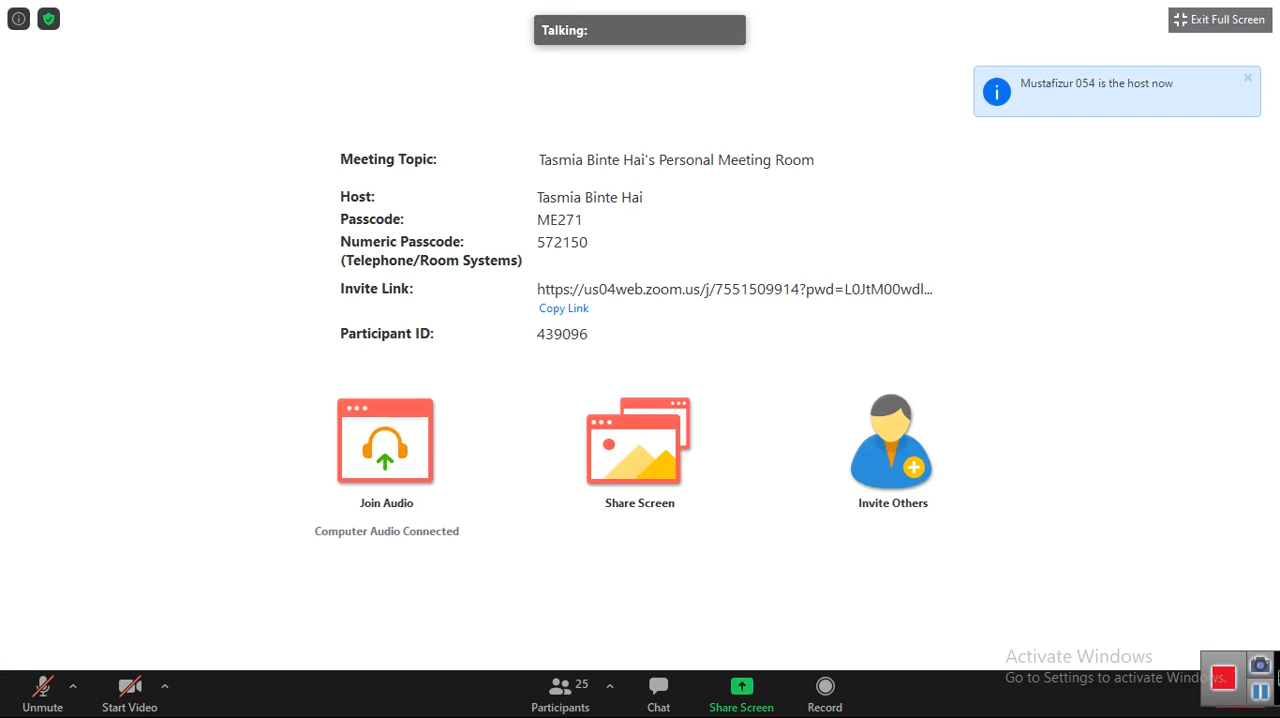 Talking:
Exit Full Screen
Mustafizur 054 is the host now
Meeting Topic: Tasmia Binte Hai's Personal Meeting Room
Host: Tasmia Binte Hai
Passcode: ME271
Numeric Passcode: 572150
(Telephone/Room Systems)
Invite Link: https://us04web.zoom.us/j/7551509914?pwd=L0JtM00wdl...
Copy Link
Participant ID: 439096
Join Audio
Share Screen
Invite Others
Computer Audio Connected
Activate Windows
Go to Settings to activate Windows.
25
Unmute
Start Video
Participants
Chat
Share Screen
Record